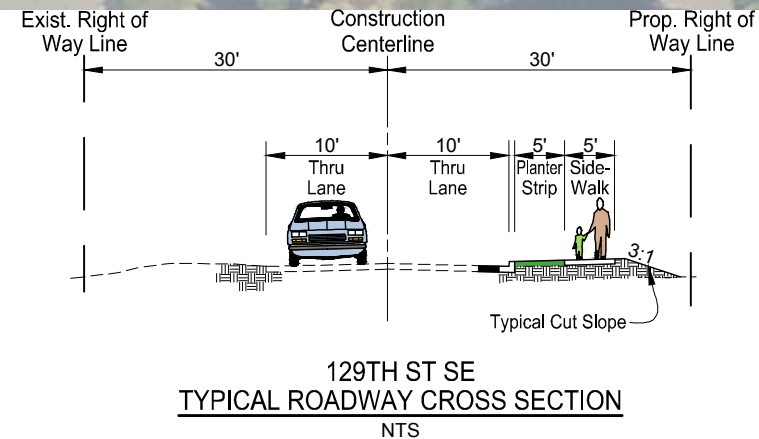 Exist. Right of
Way Line
Construction
Centerline
Prop. Right of
Way Line
30'
30'
10'
Thru
Lane
10'
Thru
Lane
5'
Planter
Strip
5'
Side-
Walk
3:1
Typical Cut Slope
129TH ST SE
TYPICAL ROADWAY CROSS SECTION
NTS